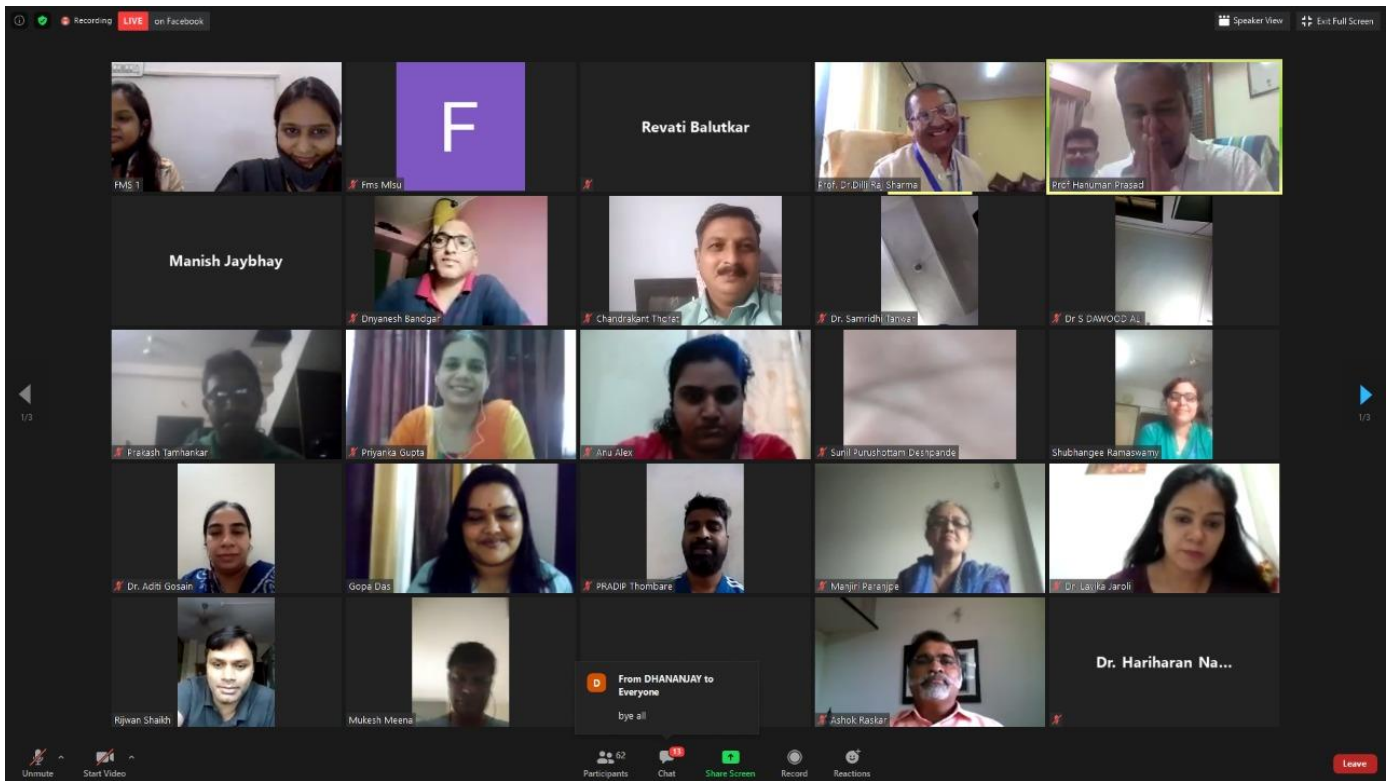 Recording LIVE on Facebook
Speaker View Exit Full Screen
FMS 1
F
Fms Mlsu
Revati Balutkar
Prof. Dr.Dilli Raj Sharma
Prof Hanuman Prasad
Manish Jaybhay
Dnyanesh Bandgar
Chandrakant Thorat
Dr. Samridhi Tanwar
Dr S DAWOOD AL
1/3
Prakash Tamhankar
Priyanka Gupta
Anu Alex
Sunil Purushottam Deshpande
Shubhangee Ramaswamy
1/3
Dr. Aditi Gosain
Gopa Das
PRADIP Thombare
Manjiri Paranjpe
Dr. Lavika Jaroli
Rijwan Shaikh
Mukesh Meena
D
From DHANANJAY to
Everyone
bye all
Ashok Raskar
Dr. Hariharan Na...
Unmute
Start Video
62
Participants
13
Chat
Share Screen
Record
Reactions
Leave